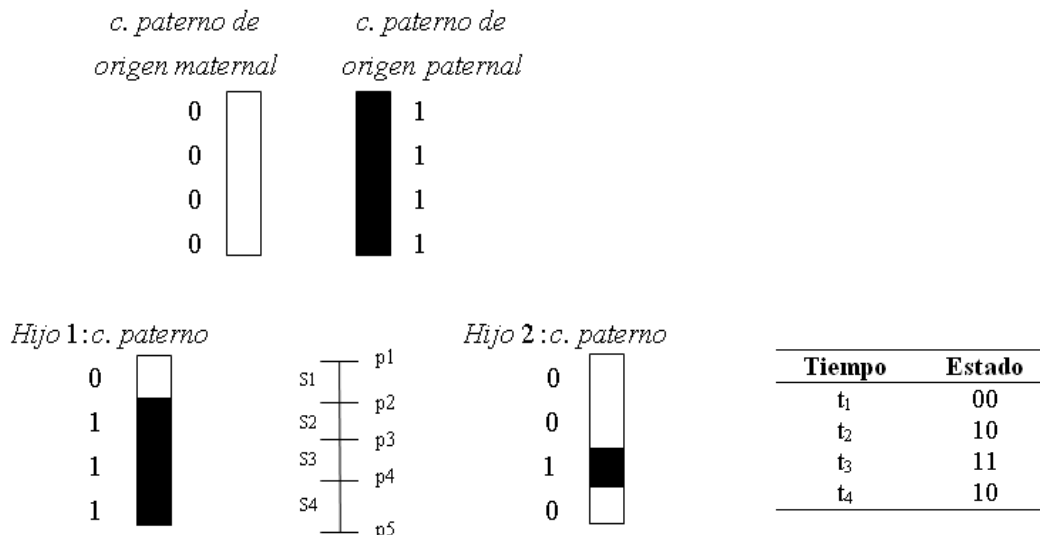 c. paterno de c. paterno de
origen maternal origen paternal
0 1
0 1
0 1
0 1
Hijo 1: c. paterno
0
1
1
1
p1
S1
p2
S2
p3
S3
p4
S4
p5
Hijo 2: c. paterno
0
0
1
0
Tiempo Estado
t1 00
t2 10
t3 11
t4 10